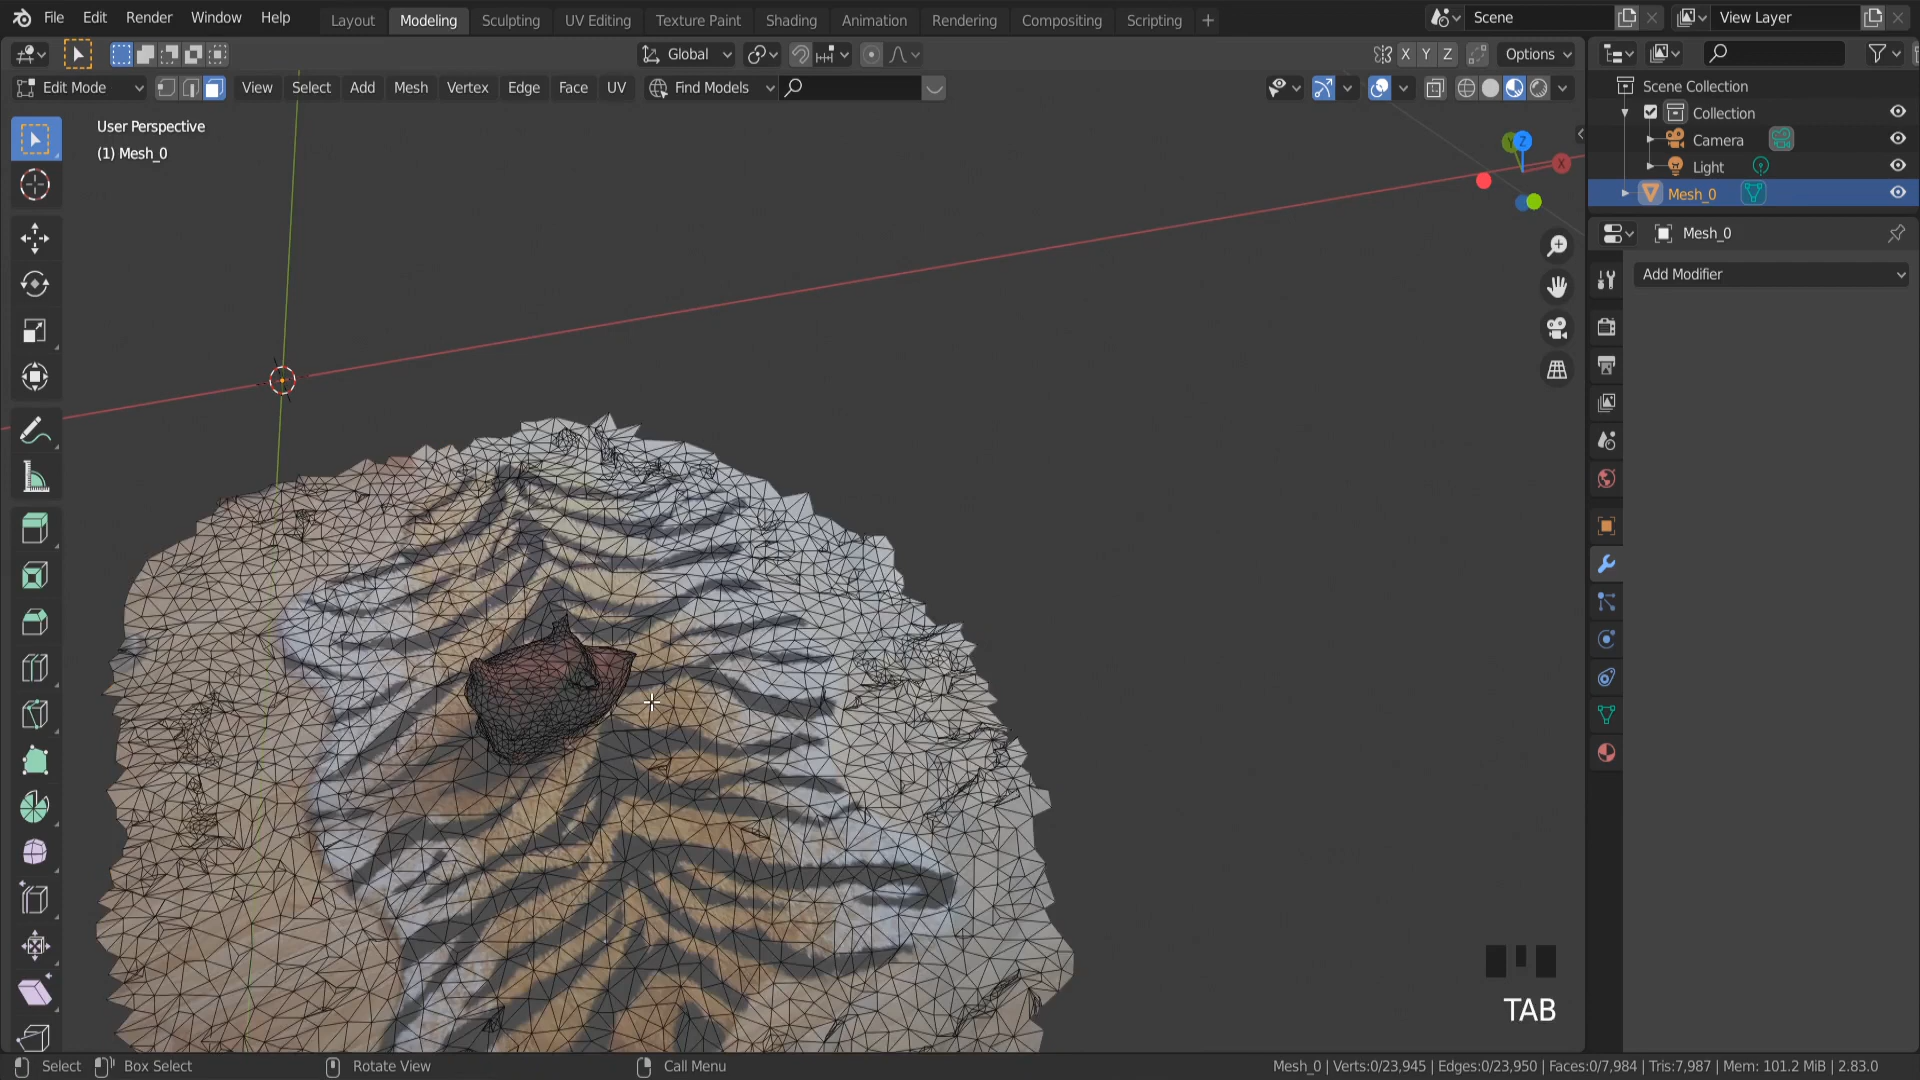 File Edit Render Window Help Layout Modeling Sculpting UV Editing Texture Paint Shading Animation Rendering Compositing Scripting + Scene View Layer
Global X Y Z Options
Edit Mode View Select Add Mesh Vertex Edge Face UV Find Models
Scene Collection
Collection
Camera
Light
Mesh_0
User Perspective
(1) Mesh_0
Z
Y
X
Mesh_0
Add Modifier
TAB
Select Box Select Rotate View Call Menu Mesh_0 | Verts:0/23,945 | Edges:0/23,950 | Faces:0/7,984 | Tris:7,987 | Mem: 101.2 MiB | 2.83.0